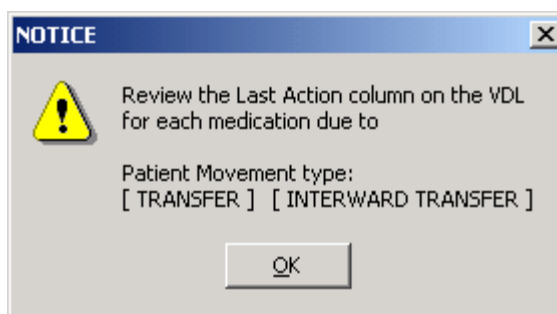 NOTICE
Review the Last Action column on the VDL
for each medication due to
Patient Movement type:
[ TRANSFER ] [ INTERWARD TRANSFER ]
OK